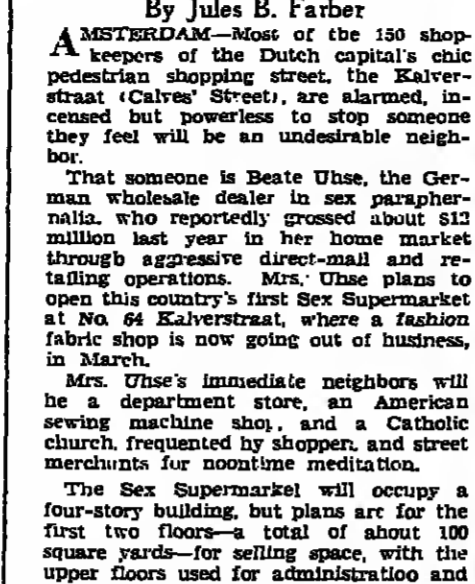 By Jules B. Farber
AMSTERDAM—Most of the 150 shop-
keepers of the Dutch capital's chic
pedestrian shopping street, the Kalver-
straat (Calves' Street), are alarmed, in-
censed but powerless to stop someone
they feel will be an undesirable neigh-
bor.
That someone is Beate Uhse, the Ger-
man wholesale dealer in sex parapher-
nalia, who reportedly grossed about $12
million last year in her home market
through aggressive direct-mail and re-
tailing operations. Mrs. Uhse plans to
open this country's first Sex Supermarket
at No. 64 Kalverstraat, where a fashion
fabric shop is now going out of business,
in March.
Mrs. Uhse's immediate neighbors will
be a department store, an American
sewing machine shop, and a Catholic
church, frequented by shoppers and street
merchants for noontime meditation.
The Sex Supermarket will occupy a
four-story building, but plans are for the
first two floors—a total of about 100
square yards—for selling space, with the
upper floors used for administration and